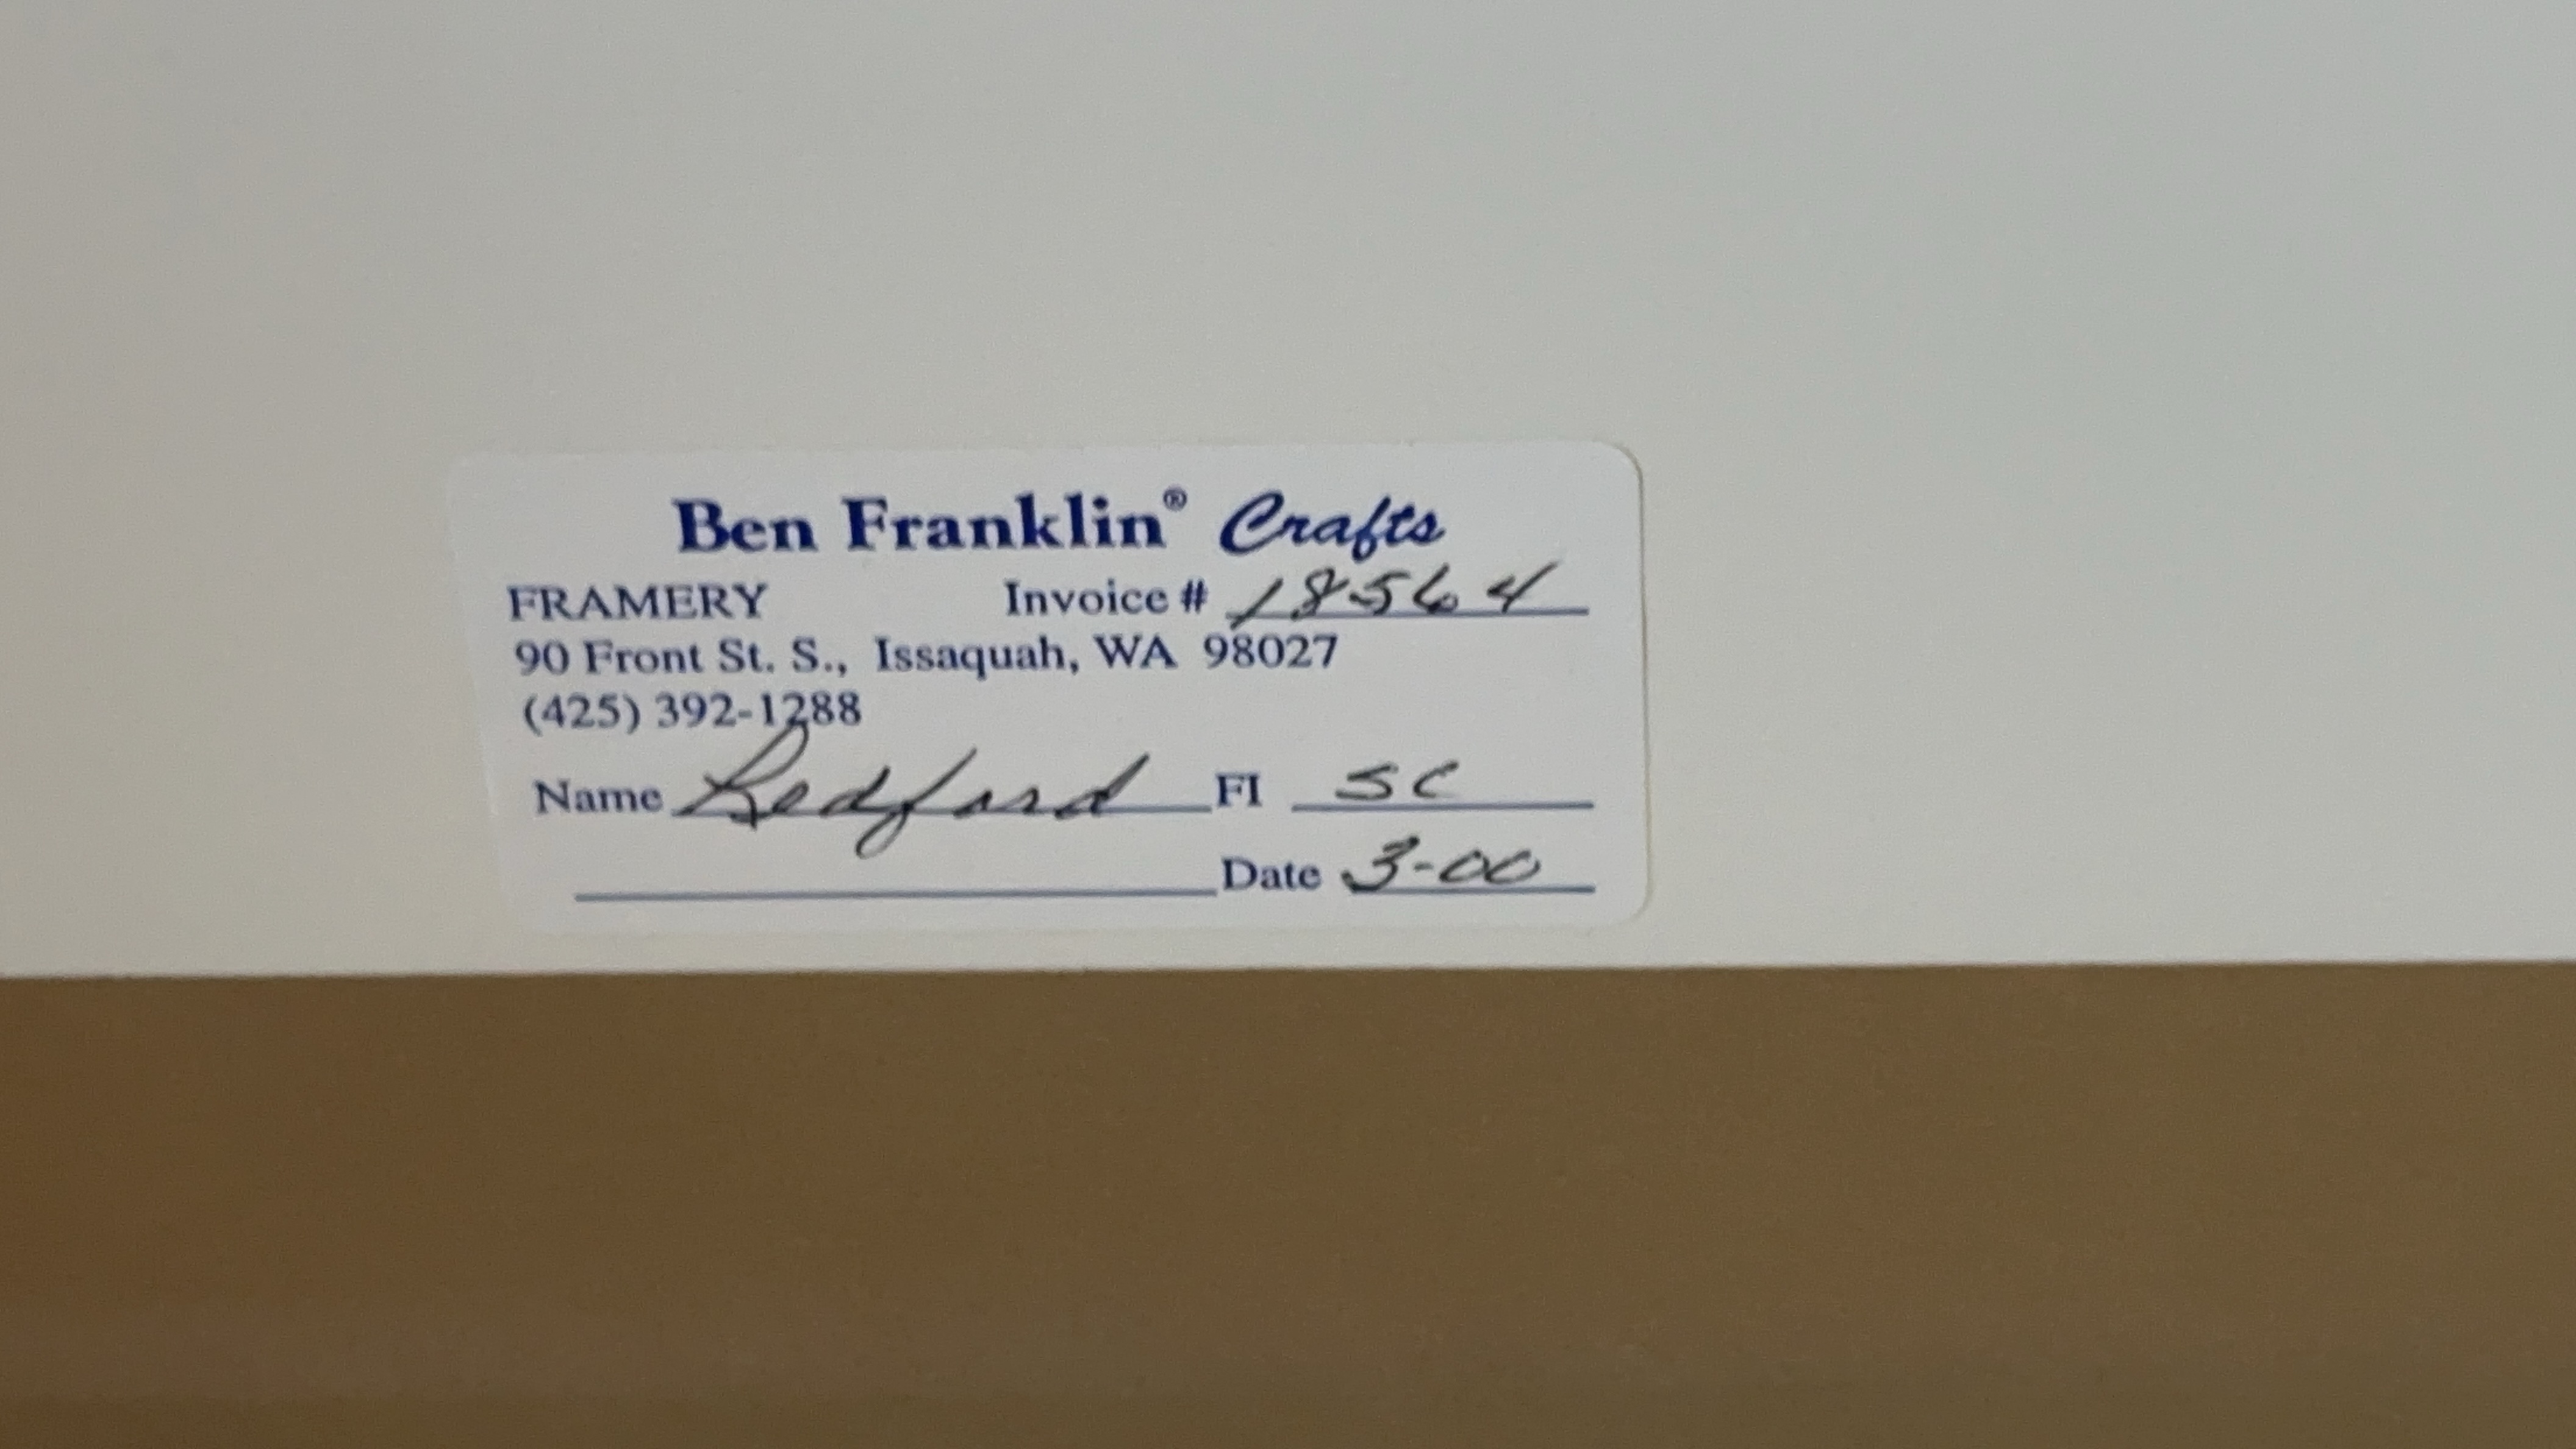 Ben Franklin® Crafts
FRAMERY Invoice # 18564
90 Front St. S., Issaquah, WA 98027
(425) 392-1288
Name Redford FI SC
Date 3-00